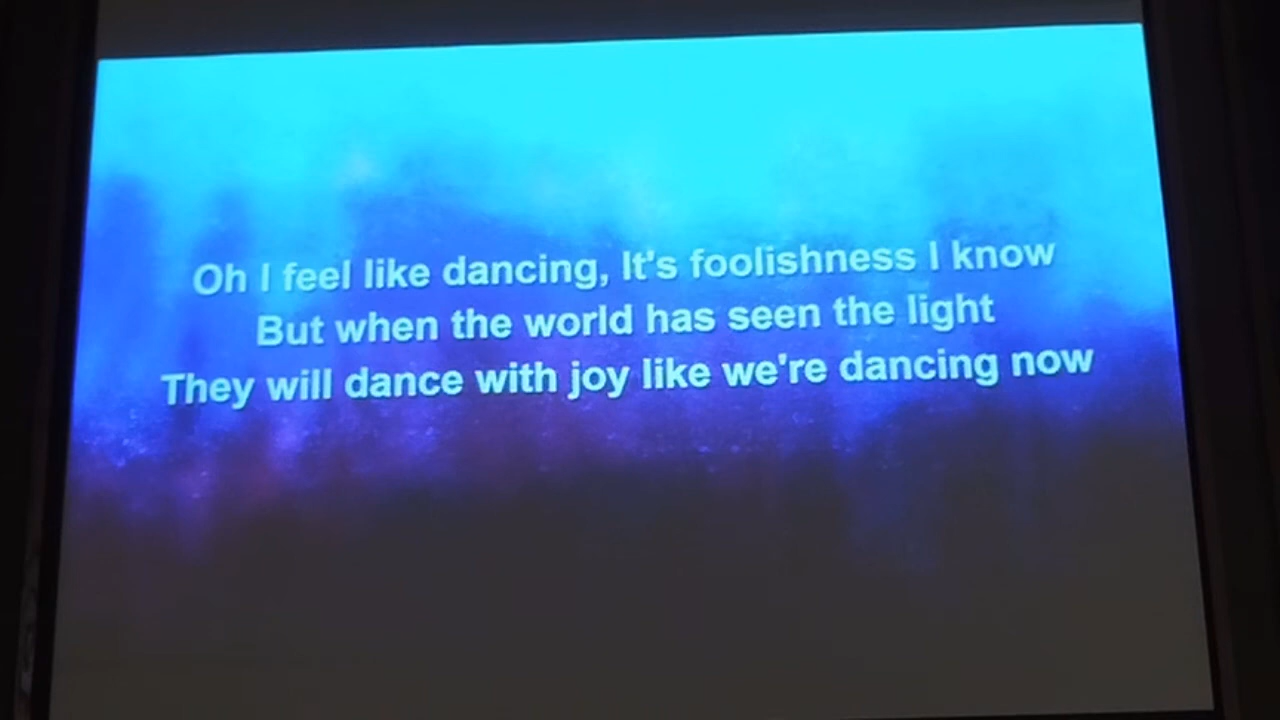 Oh I feel like dancing, It's foolishness I know
But when the world has seen the light
They will dance with joy like we're dancing now